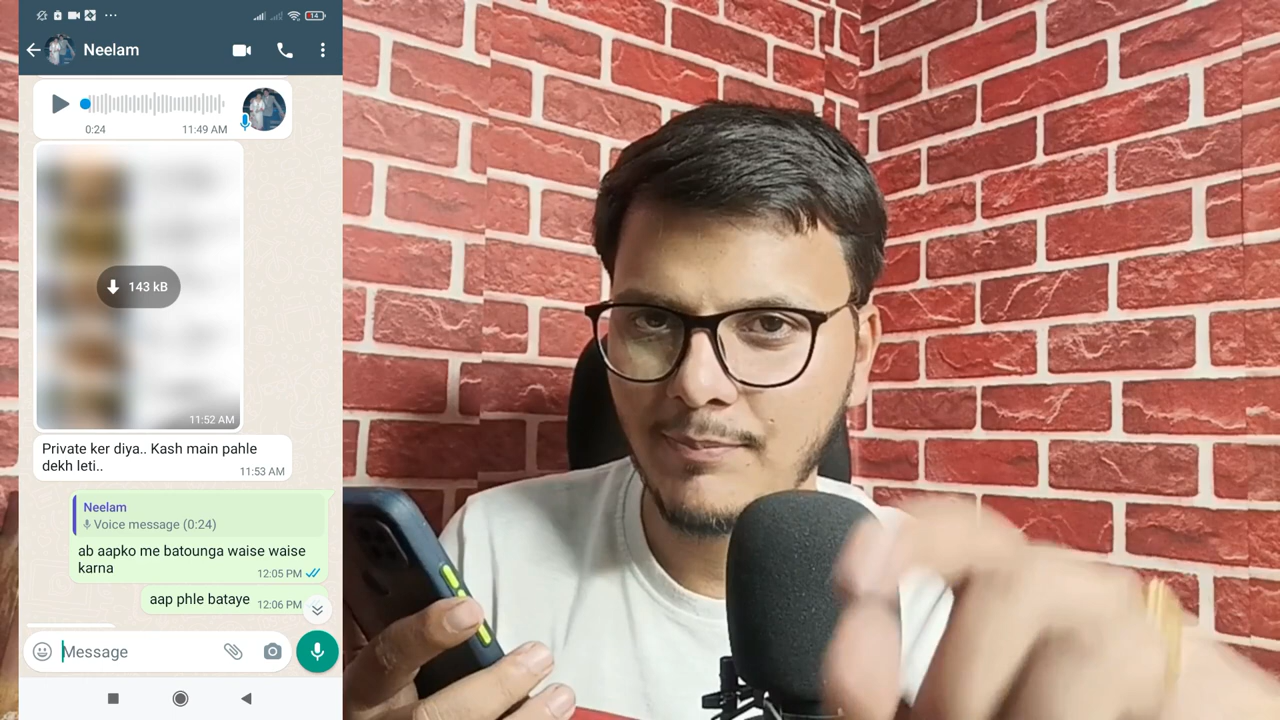 14
Neelam
0:24
11:49 AM
143 kB
11:52 AM
Private ker diya.. Kash main pahle
dekh leti..
11:53 AM
Neelam
Voice message (0:24)
ab aapko me batounga waise waise
karna
12:05 PM
aap phle bataye
12:06 PM
Message